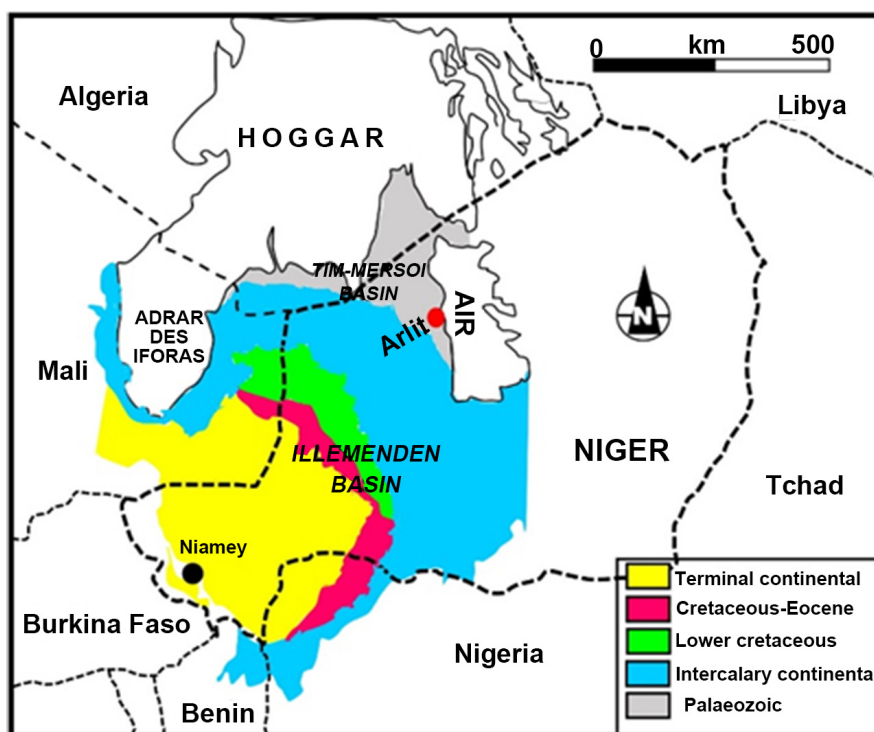 0 km 500
Algeria
Libya
HOGGAR
TIM-MERSOI
BASIN
AIR
Arlit
N
ADRAR
DES
IFORAS
Mali
ILLEMENDEN
BASIN
NIGER
Tchad
Niamey
Burkina Faso
Nigeria
Benin
Terminal continental
Cretaceous-Eocene
Lower cretaceous
Intercalary continenta
Palaeozoic